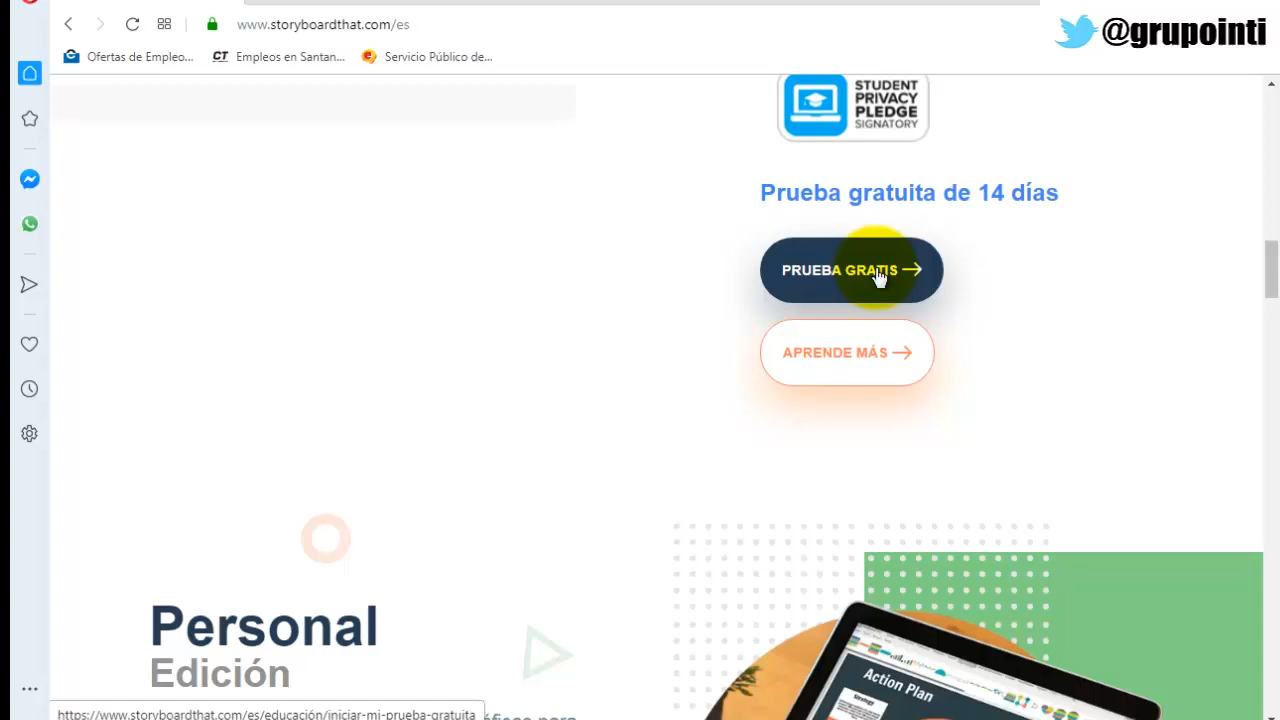 www.storyboardthat.com/es
@grupointi
Ofertas de Empleo...
CT Empleos en Santan...
Servicio Público de...
STUDENT
PRIVACY
PLEDGE
SIGNATORY
Prueba gratuita de 14 días
PRUEBA GRATIS
APRENDE MÁS
Personal
Edición
Action Plan
Strategy
https://www.storyboardthat.com/es/educación/iniciar-mi-prueba-gratuita